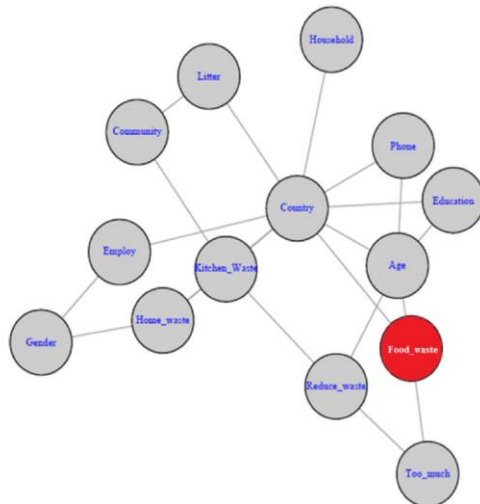 Household
Litter
Community
Phone
Education
Country
Employ
Kitchen_Waste
Age
Home_waste
Gender
Food_waste
Reduce_waste
Too_much